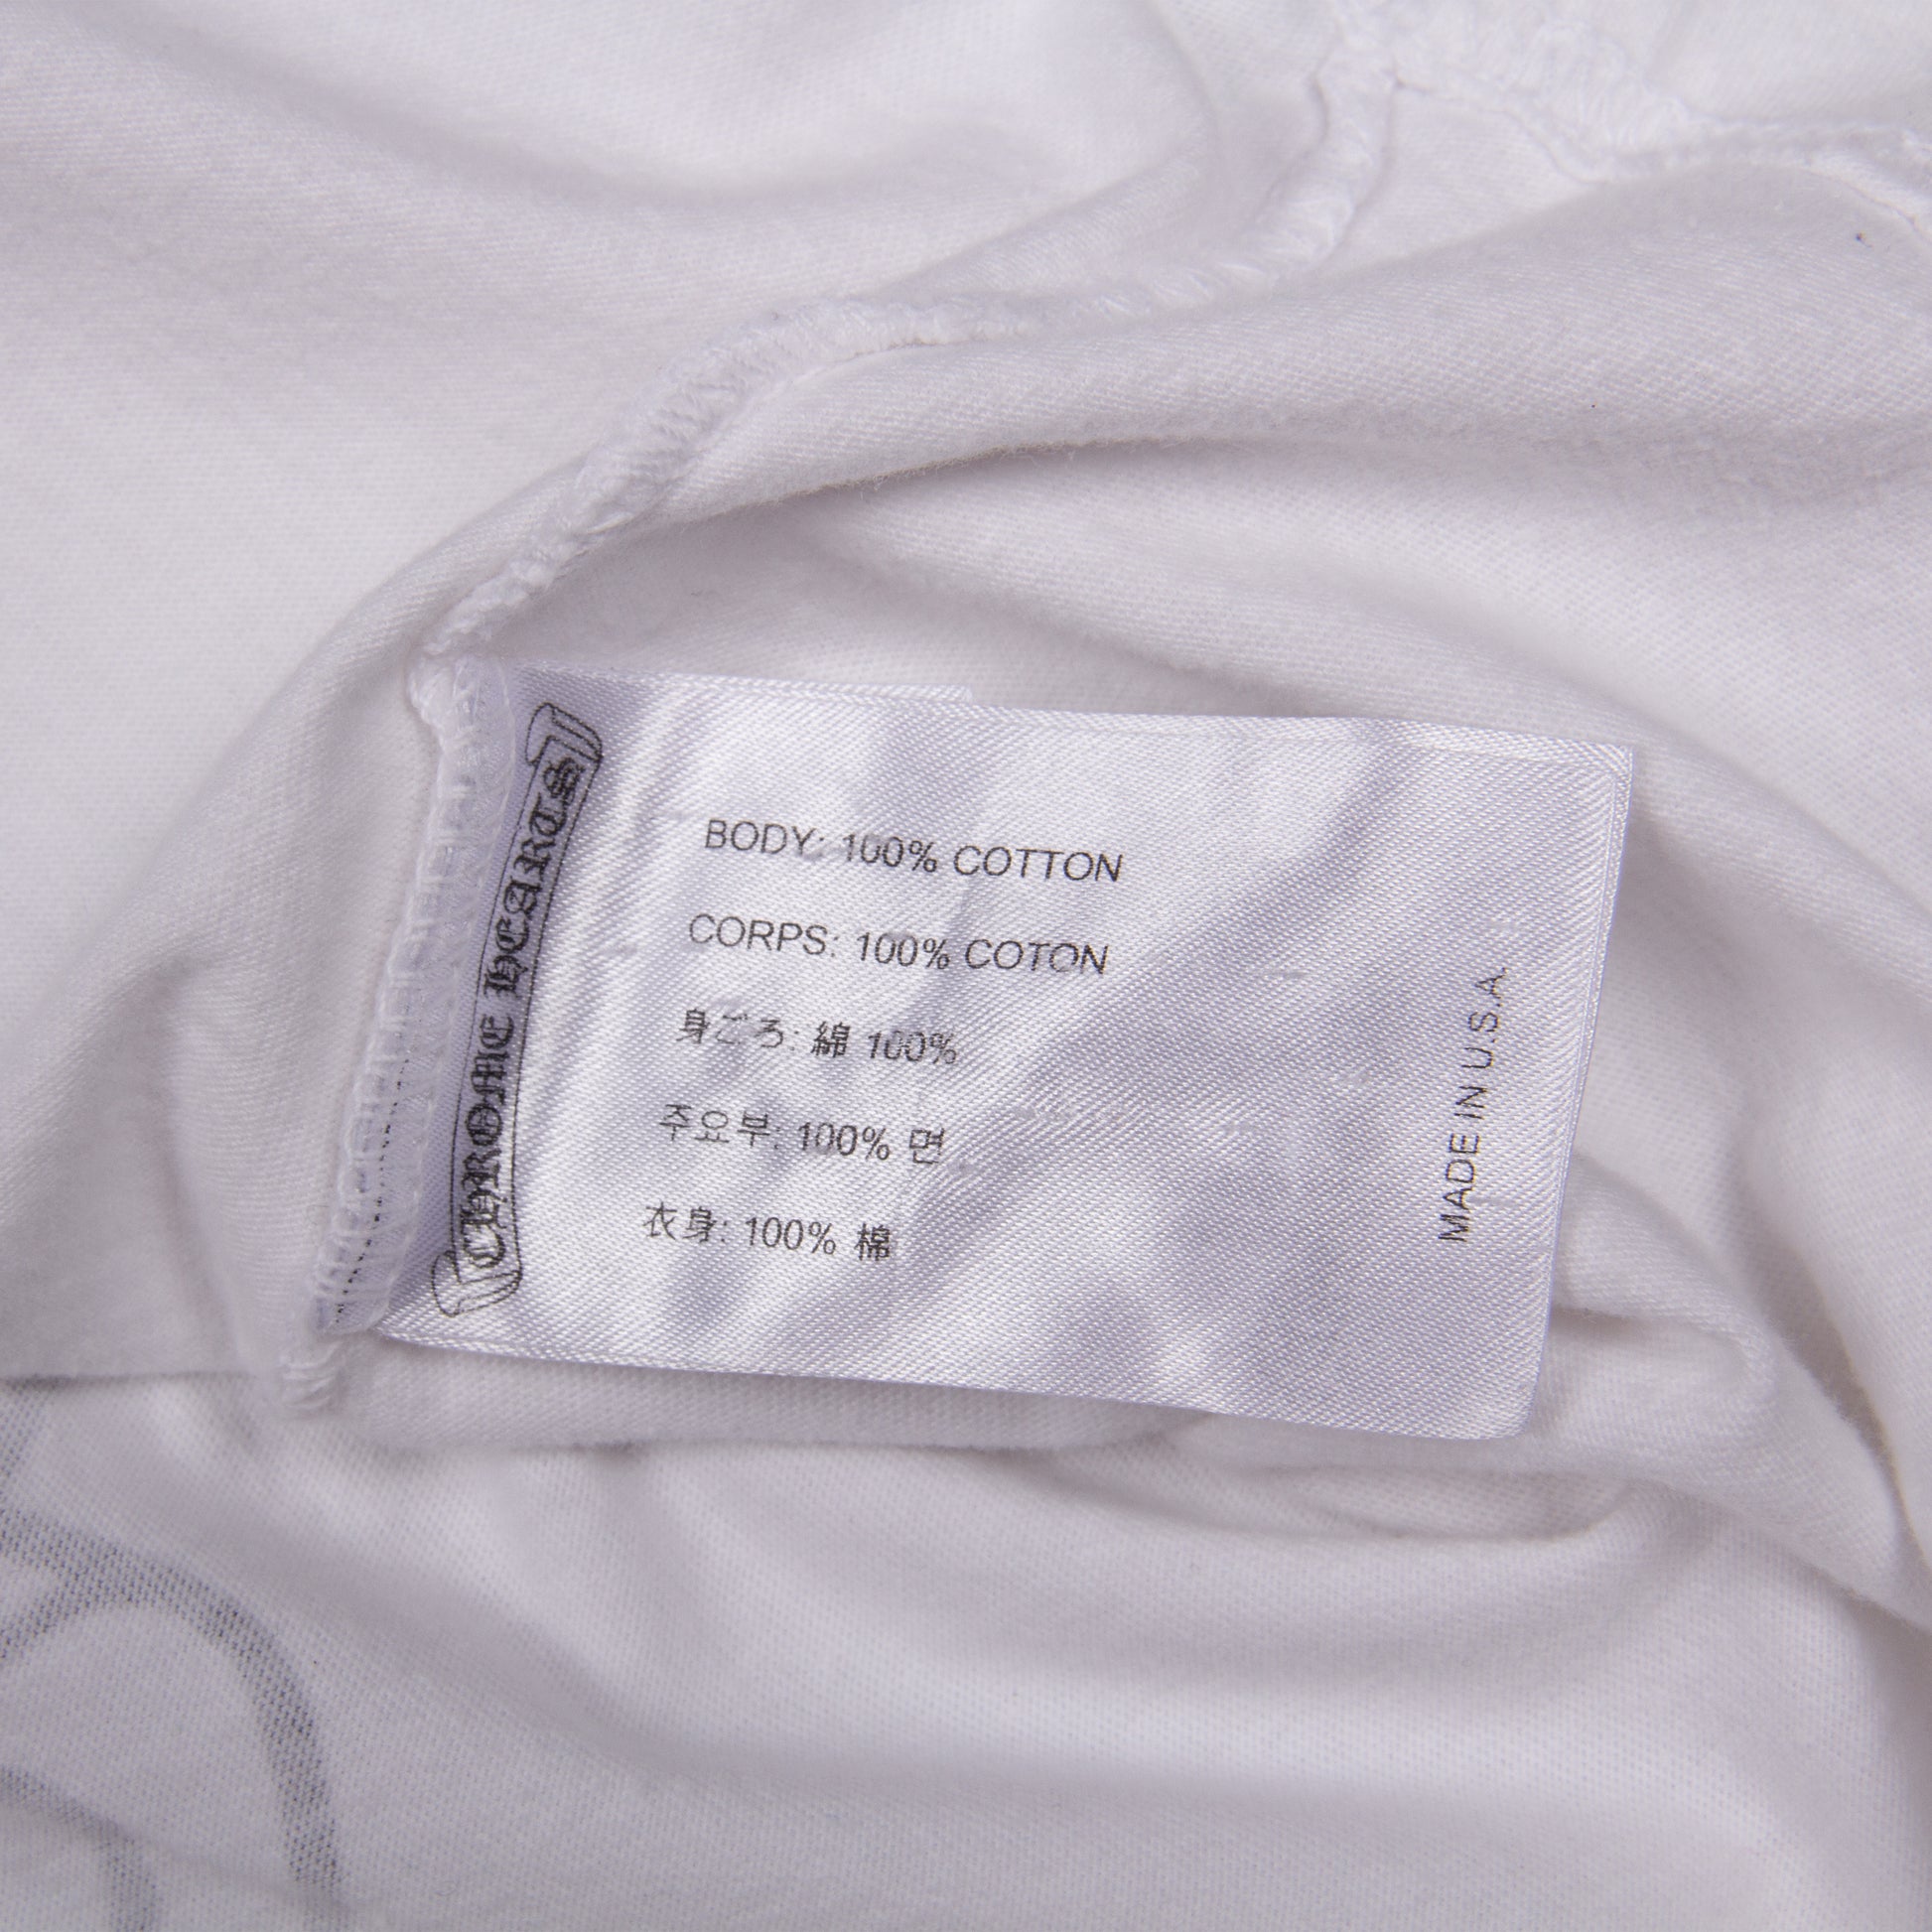 CHROME HEARTS
BODY: 100% COTTON
CORPS: 100% COTON
身ごろ: 綿 100%
주요부: 100% 면
衣身: 100% 棉
MADE IN U.S.A.